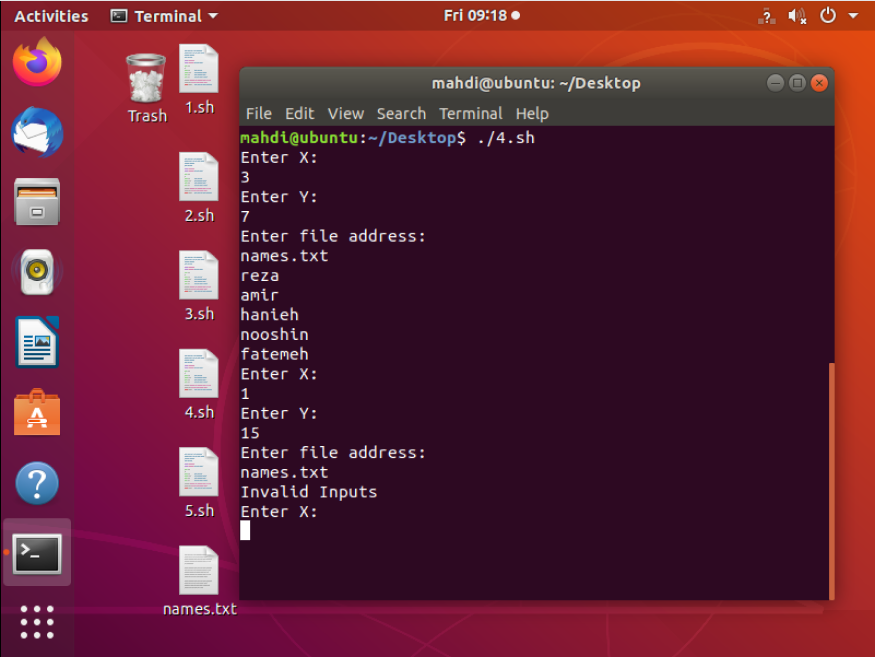 Activities
Terminal
Fri 09:18
?
Trash
1.sh
2.sh
3.sh
4.sh
5.sh
names.txt
mahdi@ubuntu: ~/Desktop
File Edit View Search Terminal Help
mahdi@ubuntu:~/Desktop$ ./4.sh
Enter X:
3
Enter Y:
7
Enter file address:
names.txt
reza
amir
hanieh
nooshin
fatemeh
Enter X:
1
Enter Y:
15
Enter file address:
names.txt
Invalid Inputs
Enter X: